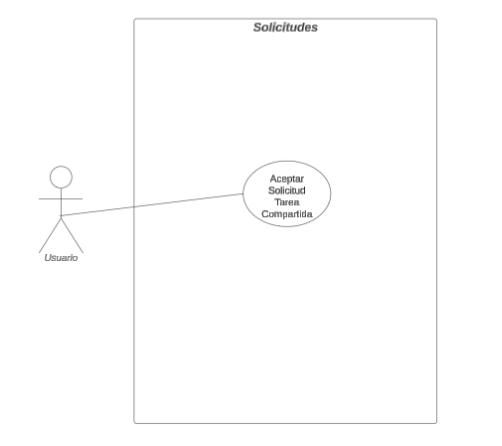 Solicitudes
Aceptar
Solicitud
Tarea
Compartida
Usuario